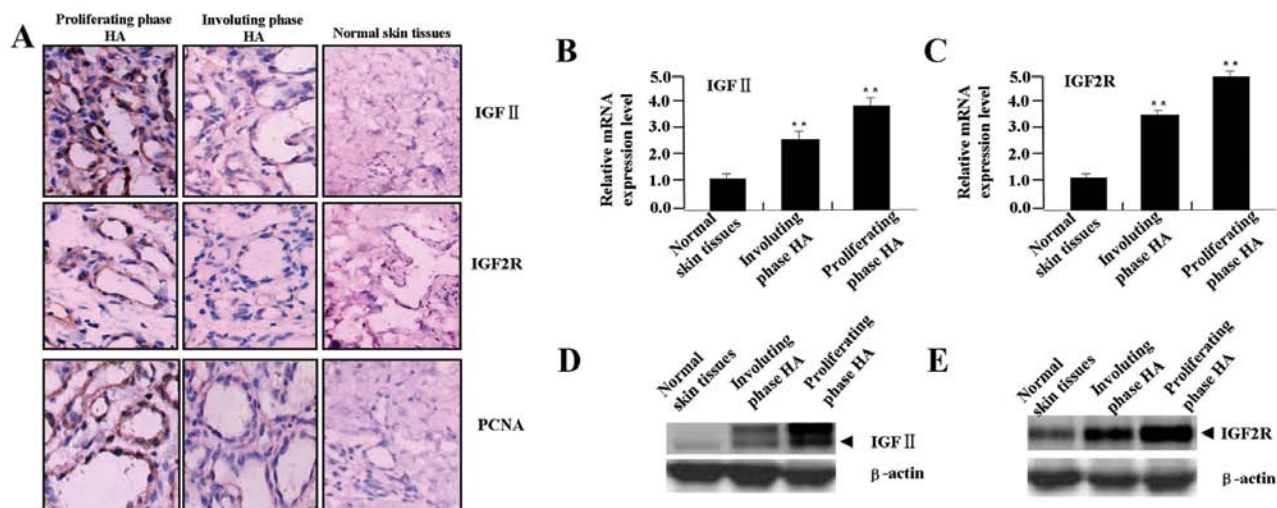 A
Proliferating phase
HA
Involuting phase
HA
Normal skin tissues
IGF Ⅱ
IGF2R
PCNA
B
IGF Ⅱ
Relative mRNA
expression level
5.0
4.0
3.0
2.0
1.0
0.0
**
**
Normal
skin tissues
Involuting
phase HA
Proliferating
phase HA
C
IGF2R
Relative mRNA
expression level
5.0
4.0
3.0
2.0
1.0
0.0
**
**
Normal
skin tissues
Involuting
phase HA
Proliferating
phase HA
D
Normal
skin tissues
Involuting
phase HA
Proliferating
phase HA
IGF Ⅱ
β-actin
E
Normal
skin tissues
Involuting
phase HA
Proliferating
phase HA
IGF2R
β-actin